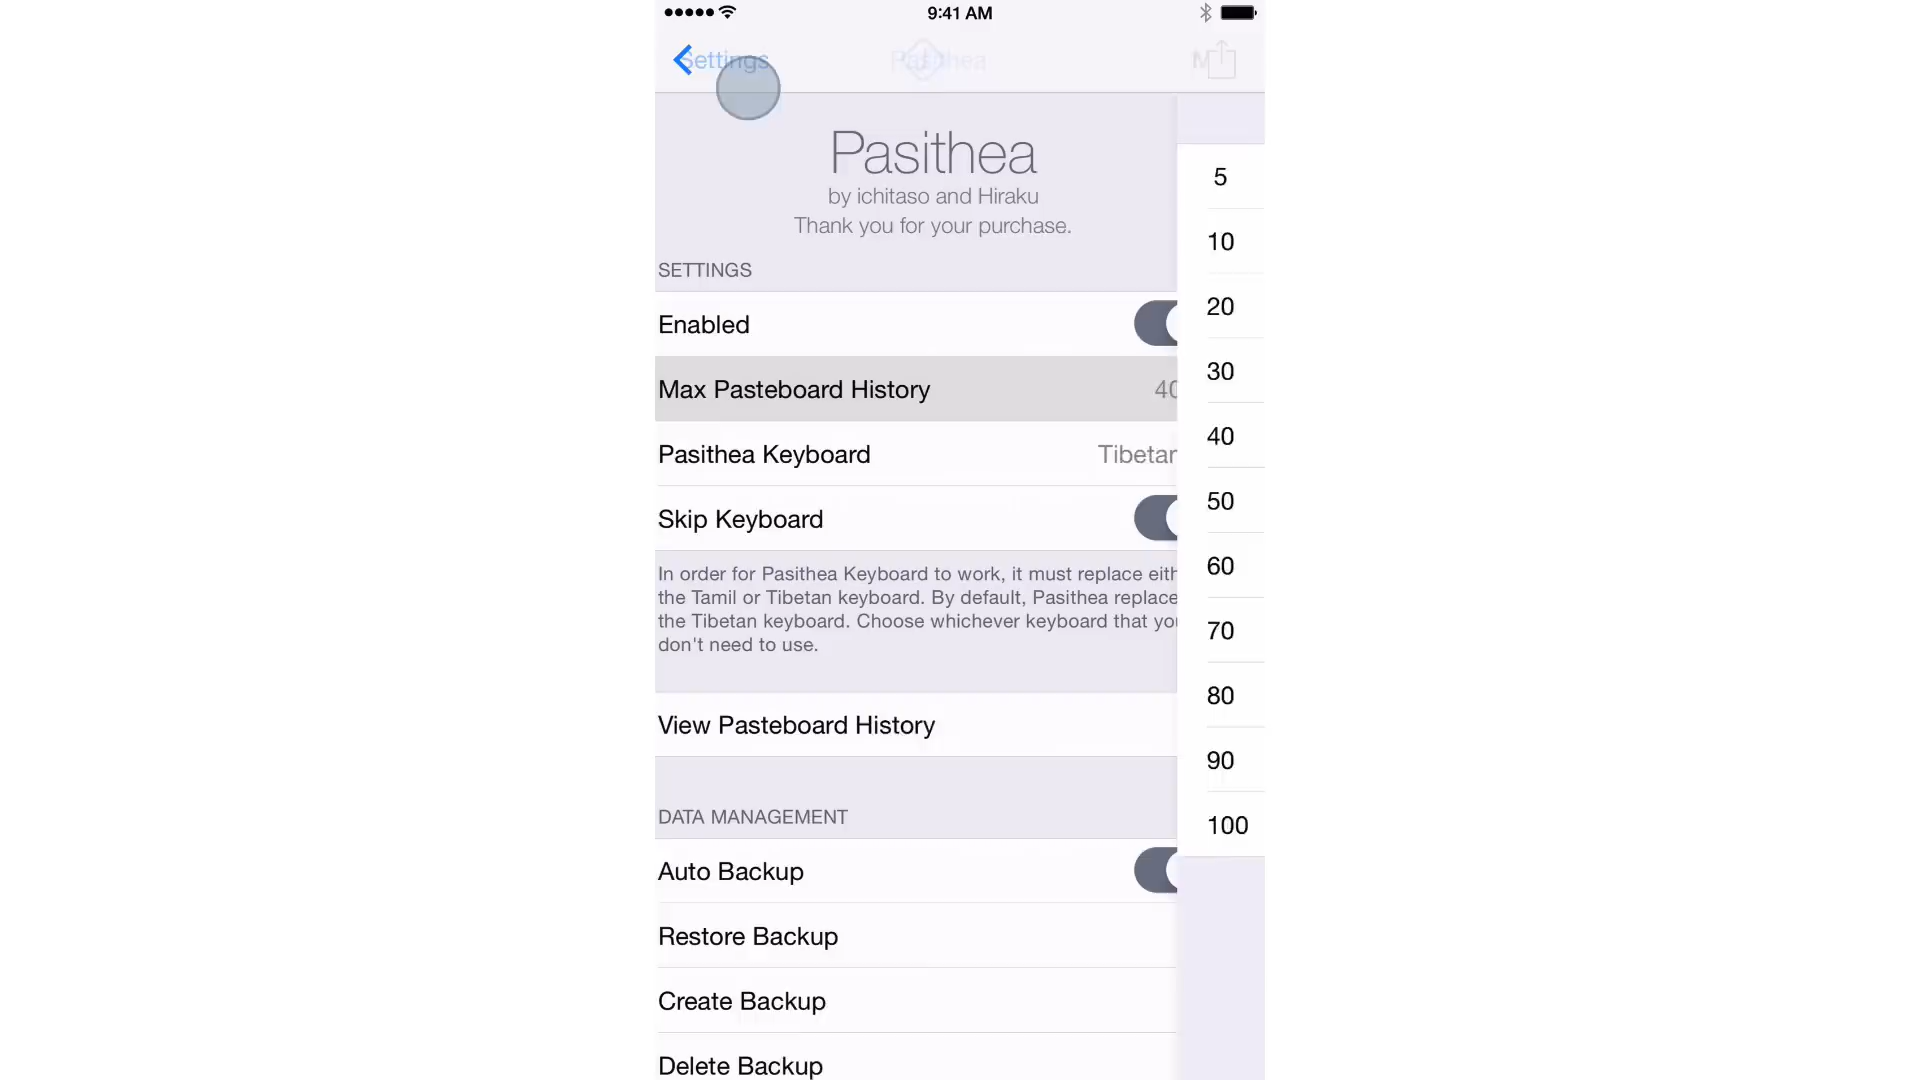 9:41 AM
Settings Pasithea
Pasithea
by ichitaso and Hiraku
Thank you for your purchase.
SETTINGS
Enabled
Max Pasteboard History 40
Pasithea Keyboard Tibetan
Skip Keyboard
In order for Pasithea Keyboard to work, it must replace eith
the Tamil or Tibetan keyboard. By default, Pasithea replace
the Tibetan keyboard. Choose whichever keyboard that you
don't need to use.
View Pasteboard History
DATA MANAGEMENT
Auto Backup
Restore Backup
Create Backup
Delete Backup
5
10
20
30
40
50
60
70
80
90
100